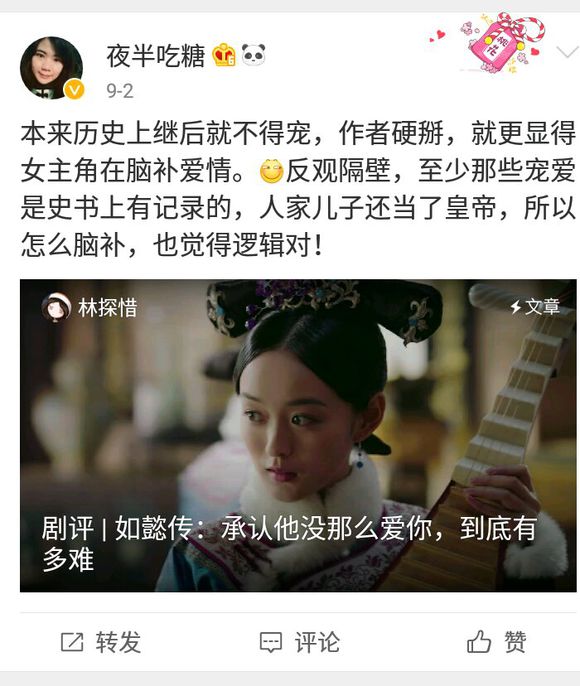 夜半吃糖
9-2
本来历史上继后就不得宠，作者硬掰，就更显得
女主角在脑补爱情。反观隔壁，至少那些宠爱
是史书上有记录的，人家儿子还当了皇帝，所以
怎么脑补，也觉得逻辑对！
林探惜
文章
剧评 | 如懿传：承认他没那么爱你，到底有
多难
转发
评论
赞